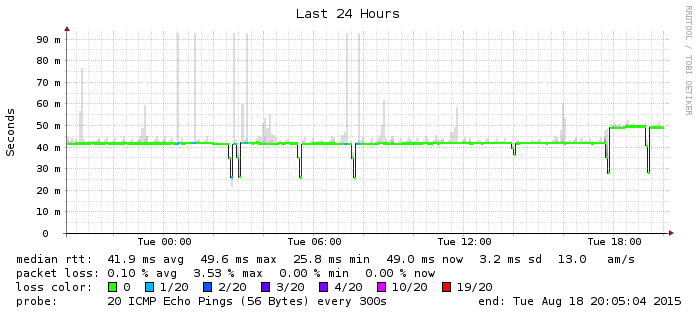 Last 24 Hours
RRDTOOL / TOBI OETIKER
Seconds
90 m
80 m
70 m
60 m
50 m
40 m
30 m
20 m
10 m
0
Tue 00:00 Tue 06:00 Tue 12:00 Tue 18:00
median rtt: 41.9 ms avg 49.6 ms max 25.8 ms min 49.0 ms now 3.2 ms sd 13.0 am/s
packet loss: 0.10 % avg 3.53 % max 0.00 % min 0.00 % now
loss color: 0 1/20 2/20 3/20 4/20 10/20 19/20
probe: 20 ICMP Echo Pings (56 Bytes) every 300s end: Tue Aug 18 20:05:04 2015